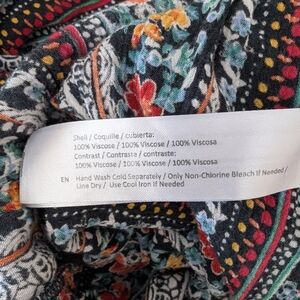 Shell / Coquille / cubierta:
100% Viscose / 100% Viscose / 100% Viscosa
Contrast / Contraste / contraste:
100% Viscose / 100% Viscose / 100% Viscosa
EN Hand Wash Cold Separately / Only Non-Chlorine Bleach If Needed /
Line Dry / Use Cool Iron If Needed